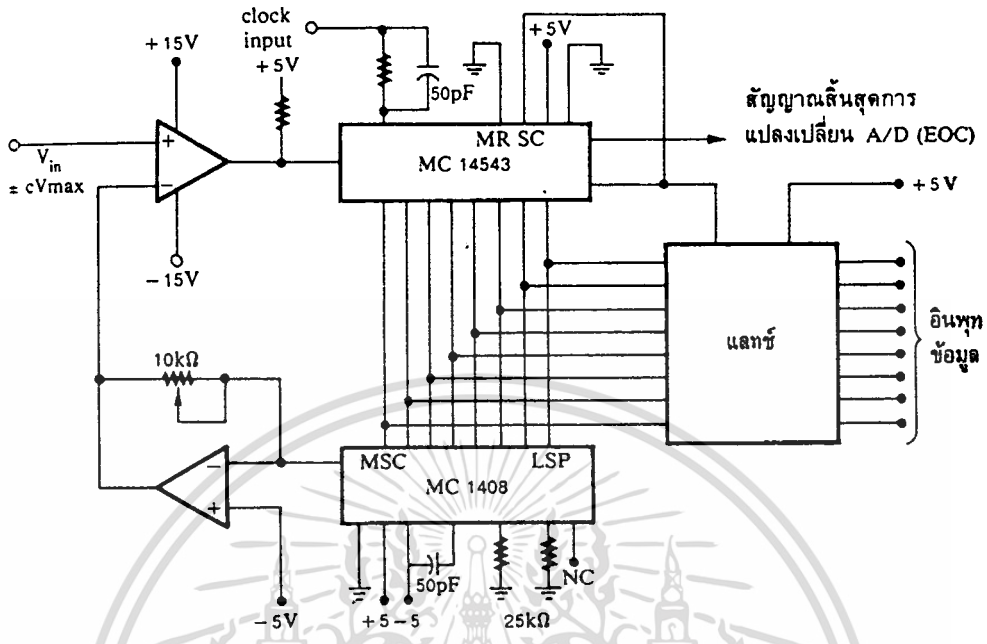 clock
input
+5V
+15V
50pF
+5V
MR SC
MC 14543
สัญญาณสิ้นสุดการ
แปลงเปลี่ยน A/D (EOC)
+
−
V_in
± cVmax
−15V
+5V
แลทช์
อินพุท
ข้อมูล
10kΩ
MSC LSP
MC 1408
−
+
50pF
NC
−5V
+5 −5
25kΩ